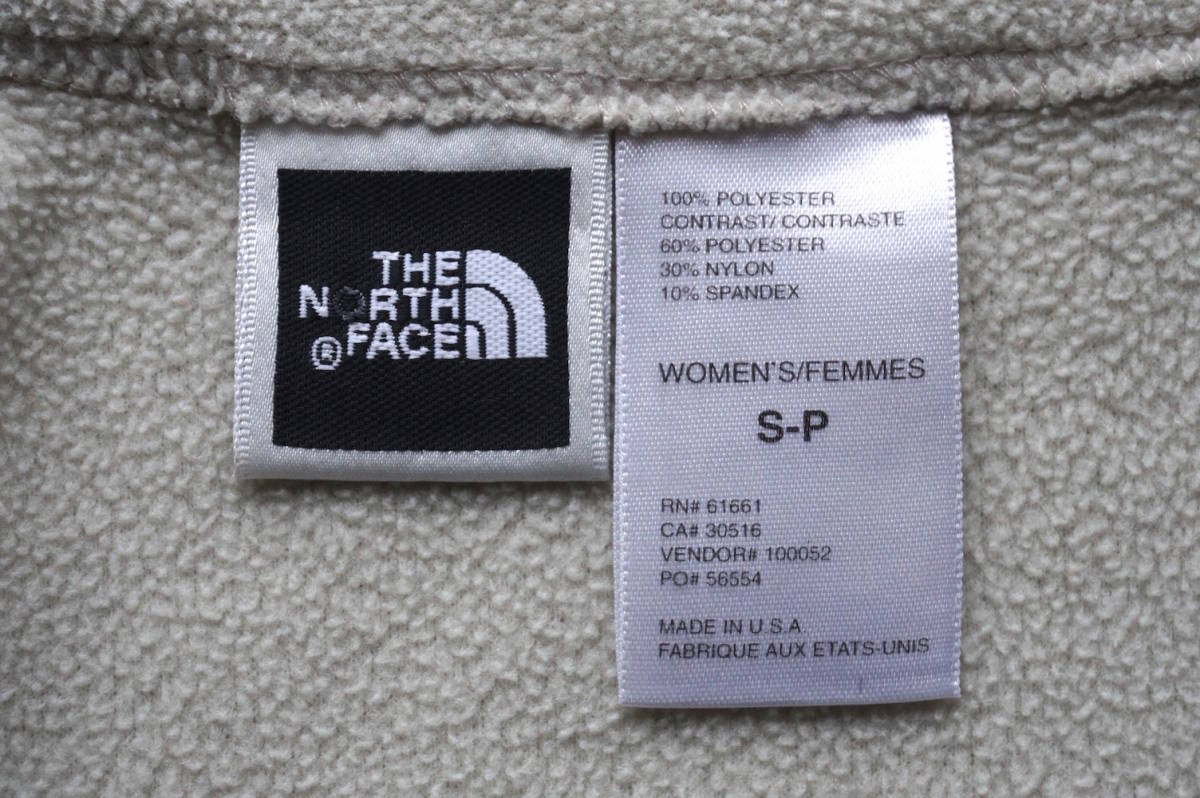 THE
NORTH
® FACE
100% POLYESTER
CONTRAST/ CONTRASTE
60% POLYESTER
30% NYLON
10% SPANDEX
WOMEN'S/FEMMES
S-P
RN# 61661
CA# 30516
VENDOR# 100052
PO# 56554
MADE IN U.S.A
FABRIQUE AUX ETATS-UNIS